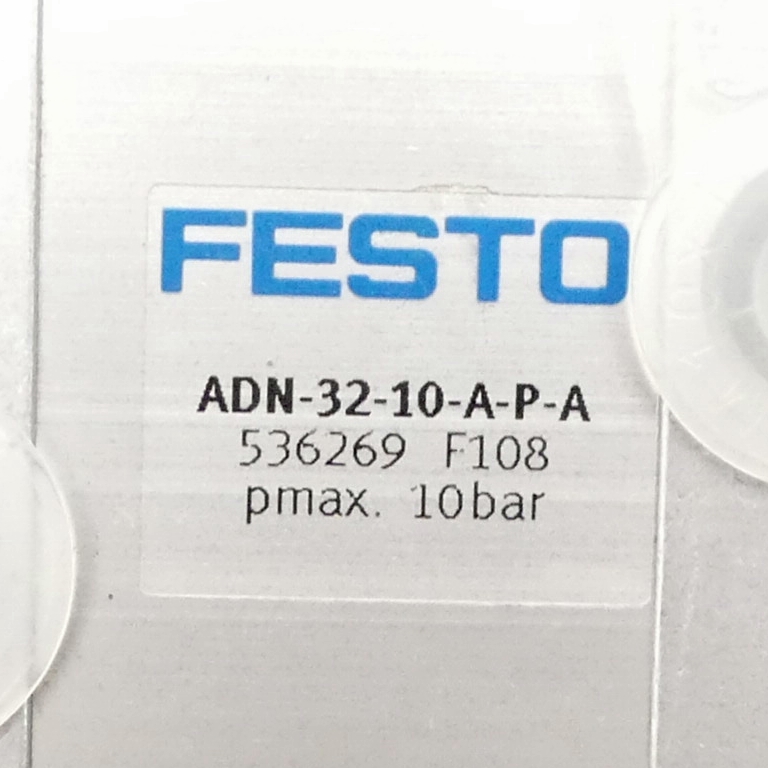 FESTO
ADN-32-10-A-P-A
536269 F108
pmax. 10bar